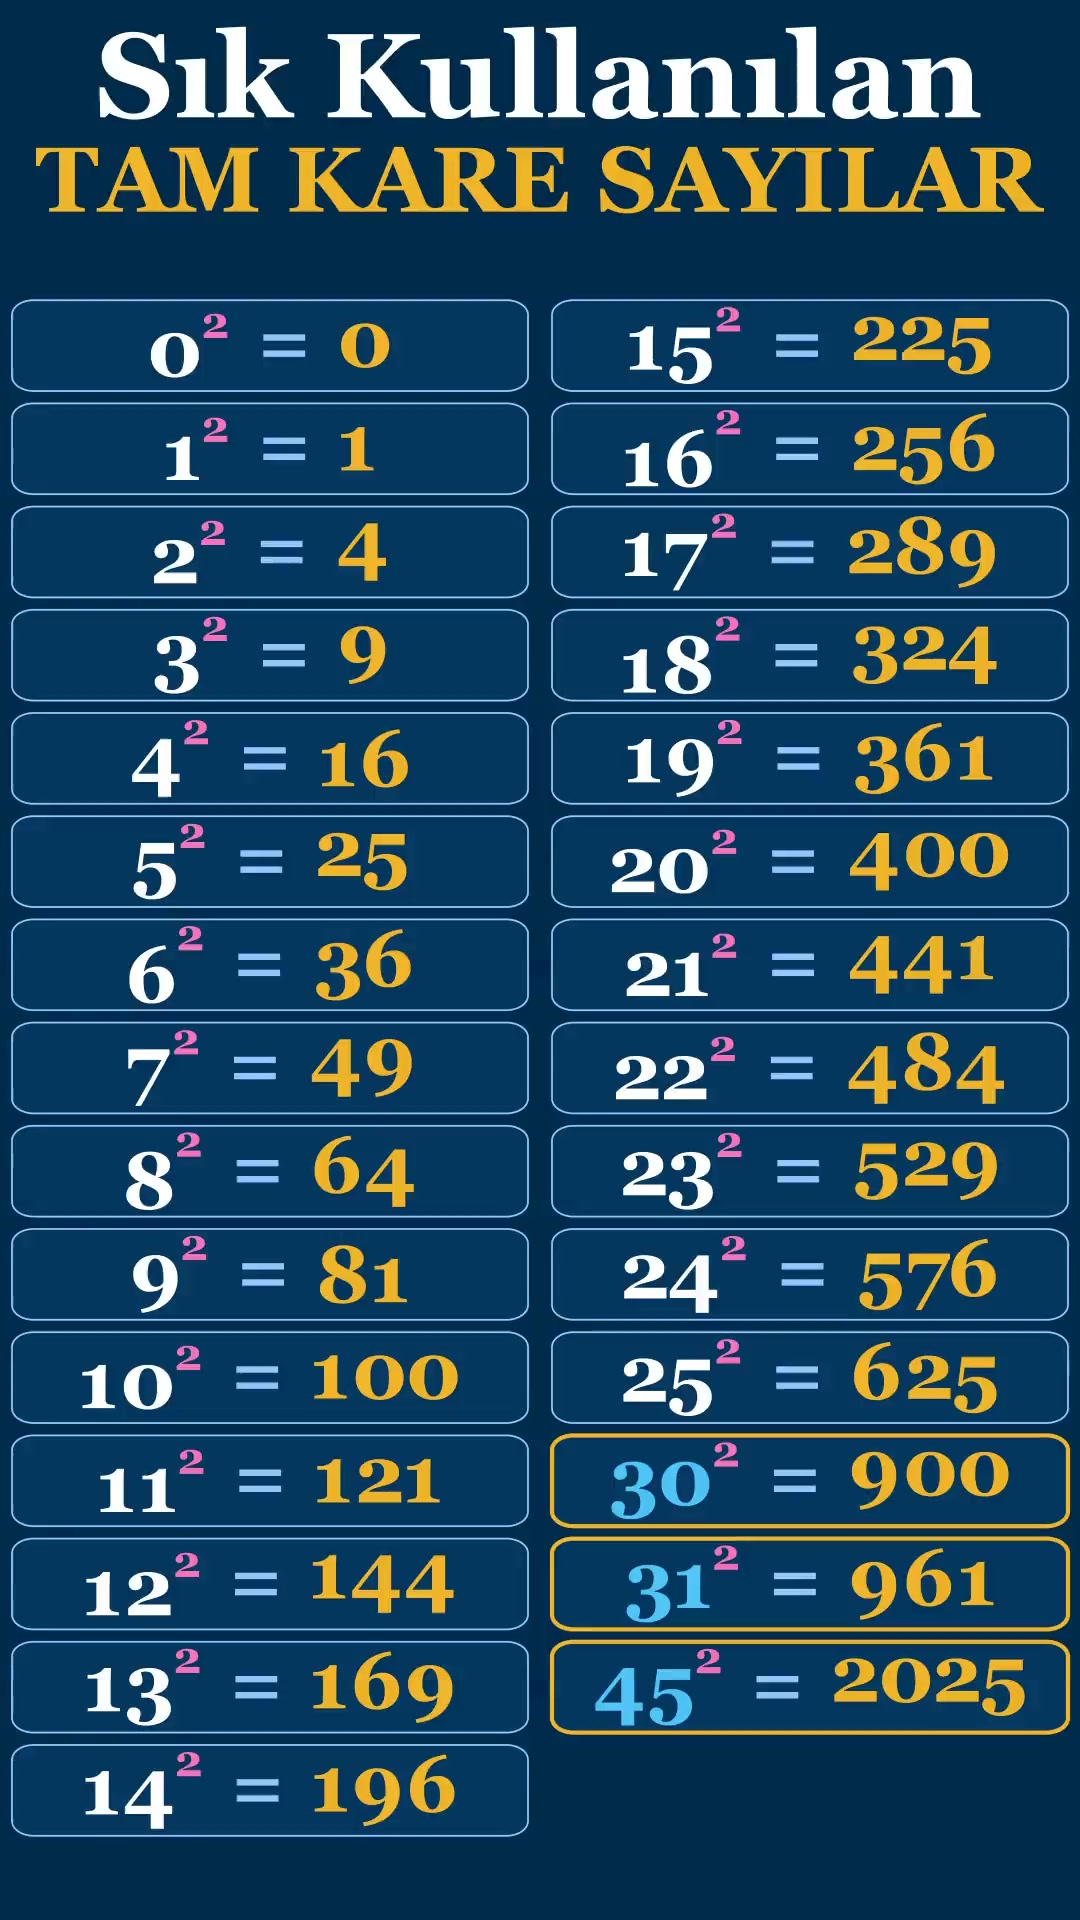 Sık Kullanılan
TAM KARE SAYILAR
0² = 0
1² = 1
2² = 4
3² = 9
4² = 16
5² = 25
6² = 36
7² = 49
8² = 64
9² = 81
10² = 100
11² = 121
12² = 144
13² = 169
14² = 196
15² = 225
16² = 256
17² = 289
18² = 324
19² = 361
20² = 400
21² = 441
22² = 484
23² = 529
24² = 576
25² = 625
30² = 900
31² = 961
45² = 2025